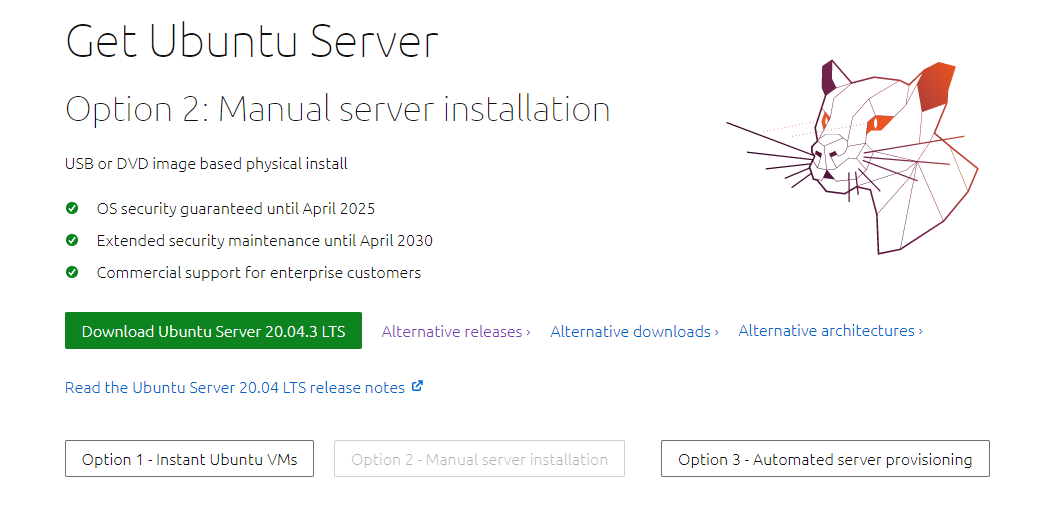 Get Ubuntu Server
Option 2: Manual server installation
USB or DVD image based physical install
OS security guaranteed until April 2025
Extended security maintenance until April 2030
Commercial support for enterprise customers
Download Ubuntu Server 20.04.3 LTS
Alternative releases ›
Alternative downloads ›
Alternative architectures ›
Read the Ubuntu Server 20.04 LTS release notes
Option 1 - Instant Ubuntu VMs
Option 2 - Manual server installation
Option 3 - Automated server provisioning